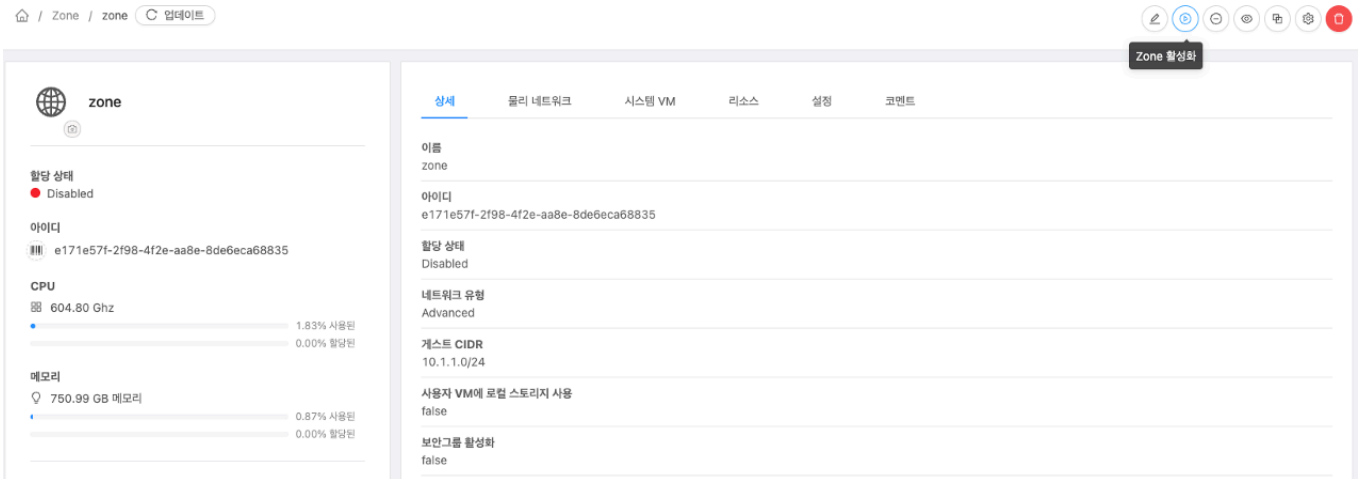 / Zone / zone 업데이트
Zone 활성화
zone
할당 상태
Disabled
아이디
e171e57f-2f98-4f2e-aa8e-8de6eca68835
CPU
604.80 Ghz
1.83% 사용된
0.00% 할당된
메모리
750.99 GB 메모리
0.87% 사용된
0.00% 할당된
상세 물리 네트워크 시스템 VM 리소스 설정 코멘트
이름
zone
아이디
e171e57f-2f98-4f2e-aa8e-8de6eca68835
할당 상태
Disabled
네트워크 유형
Advanced
게스트 CIDR
10.1.1.0/24
사용자 VM에 로컬 스토리지 사용
false
보안그룹 활성화
false